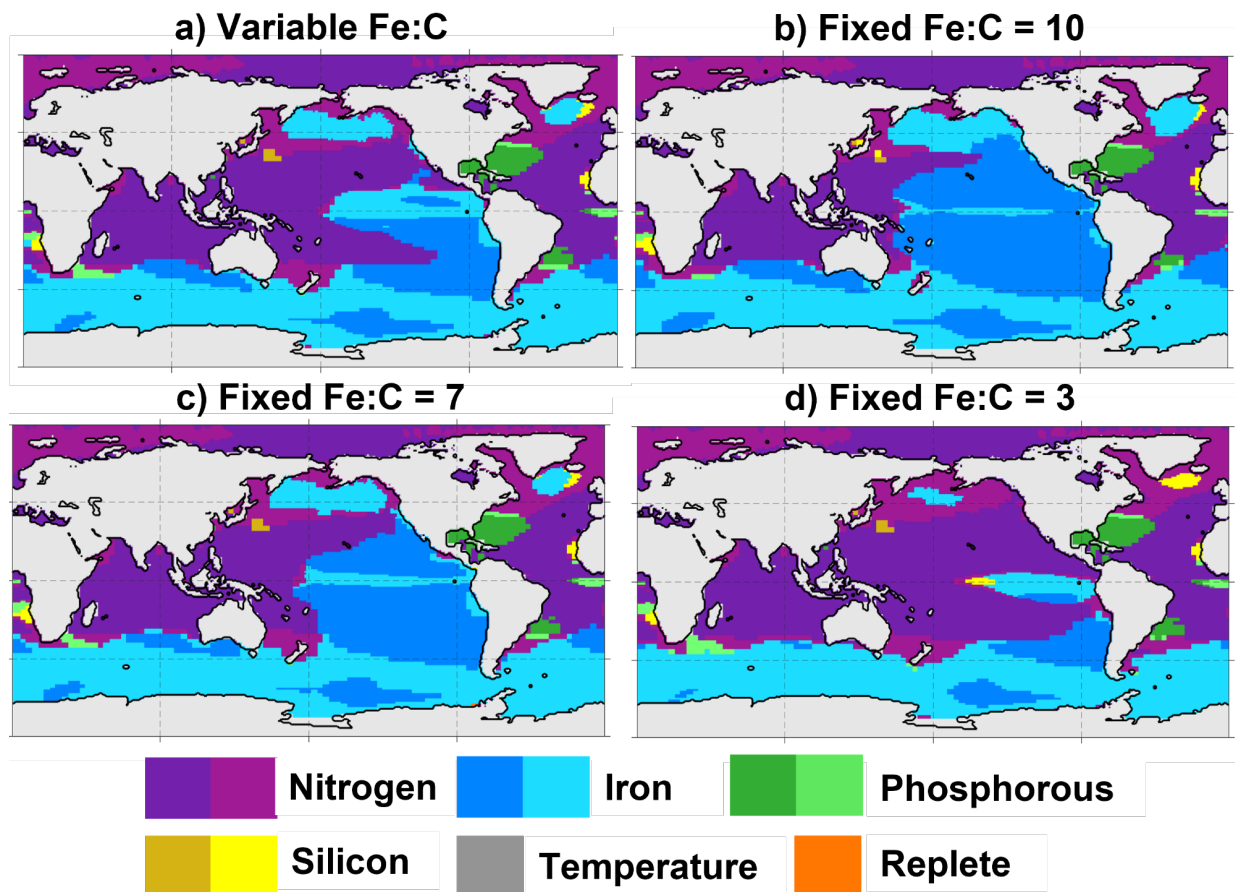 a) Variable Fe:C
b) Fixed Fe:C = 10
c) Fixed Fe:C = 7
d) Fixed Fe:C = 3
Nitrogen
Iron
Phosphorous
Silicon
Temperature
Replete